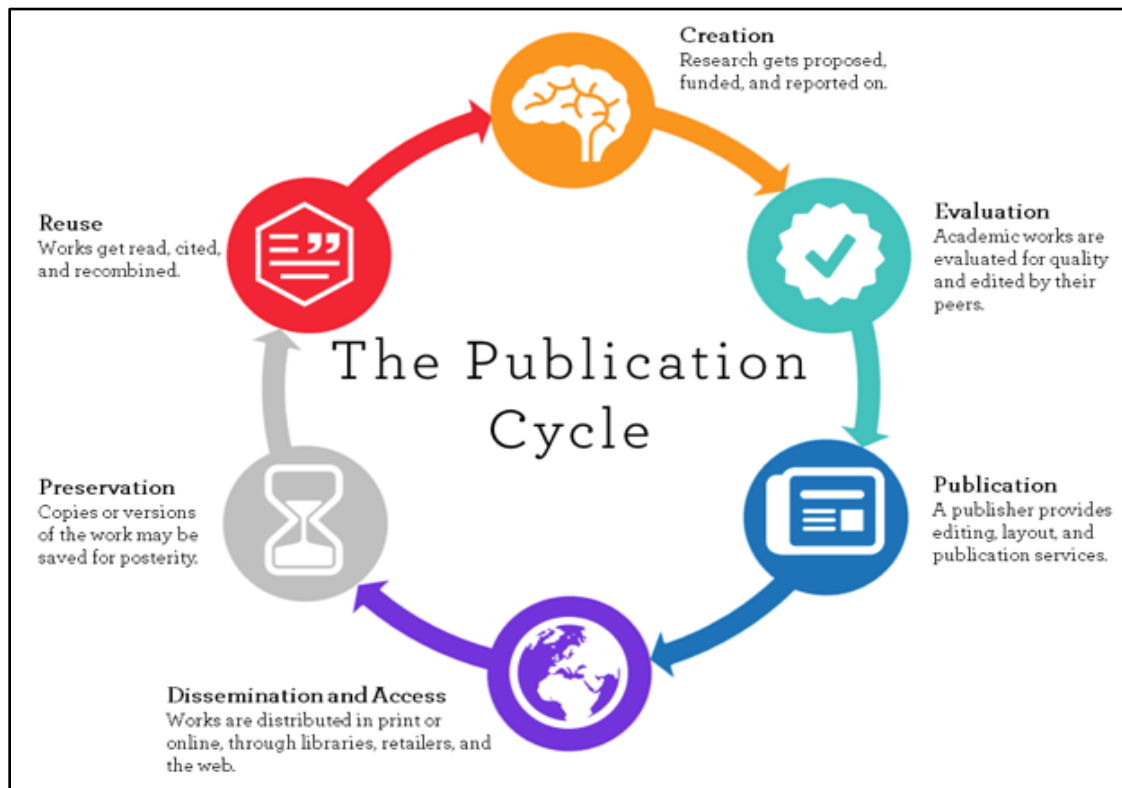 Creation
Research gets proposed,
funded, and reported on.
Evaluation
Academic works are
evaluated for quality
and edited by their
peers.
Publication
A publisher provides
editing, layout, and
publication services.
Dissemination and Access
Works are distributed in print or
online, through libraries, retailers, and
the web.
Preservation
Copies or versions
of the work may be
saved for posterity.
Reuse
Works get read, cited,
and recombined.
The Publication
Cycle